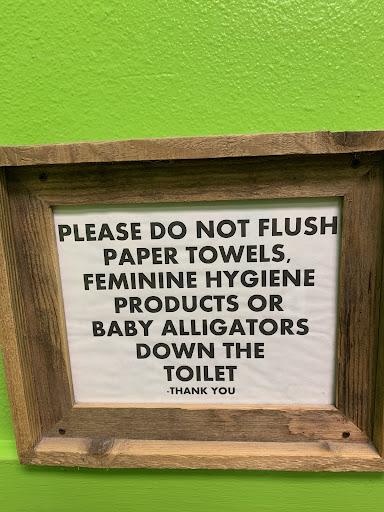 PLEASE DO NOT FLUSH
PAPER TOWELS,
FEMININE HYGIENE
PRODUCTS OR
BABY ALLIGATORS
DOWN THE
TOILET
-THANK YOU